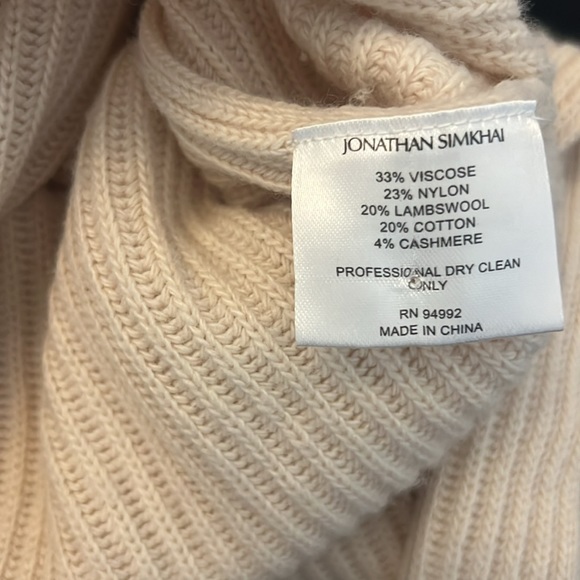 JONATHAN SIMKHAI
33% VISCOSE
23% NYLON
20% LAMBSWOOL
20% COTTON
4% CASHMERE
PROFESSIONAL DRY CLEAN
ONLY
RN 94992
MADE IN CHINA